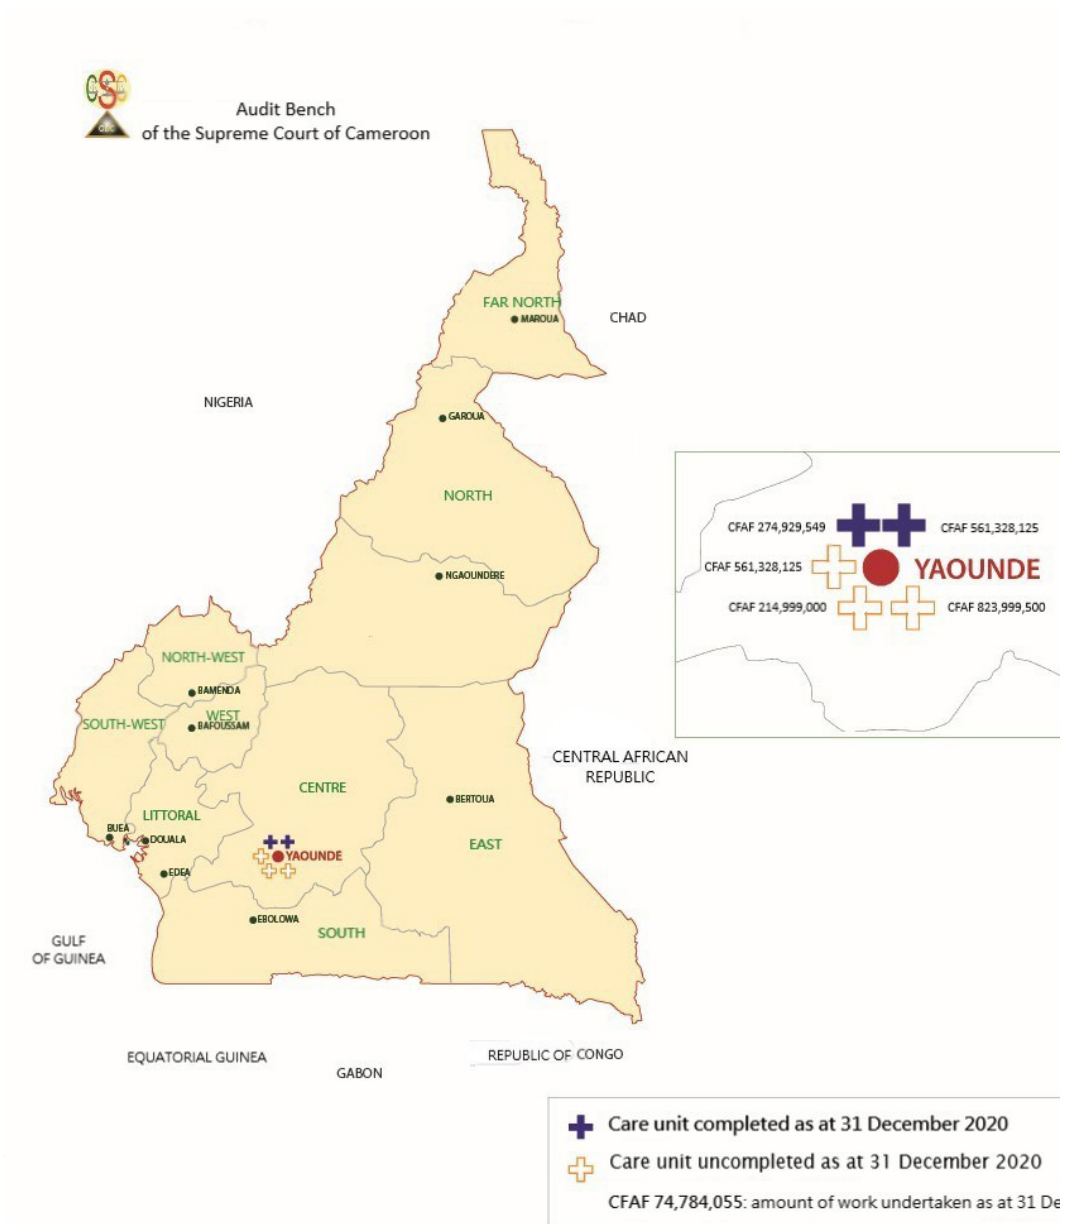 CSC
CDC
Audit Bench
of the Supreme Court of Cameroon
FAR NORTH
MAROUA
CHAD
NIGERIA
GAROUA
NORTH
NGAOUNDERE
CFAF 274,929,549
CFAF 561,328,125
CFAF 561,328,125
YAOUNDE
CFAF 214,999,000
CFAF 823,999,500
NORTH-WEST
BAMENDA
WEST
SOUTH-WEST
BAFOUSSAM
CENTRAL AFRICAN
REPUBLIC
CENTRE
BERTOUA
LITTORAL
BUEA
DOUALA
EAST
YAOUNDE
EDEA
EBOLOWA
SOUTH
GULF
OF GUINEA
EQUATORIAL GUINEA
GABON
REPUBLIC OF CONGO
Care unit completed as at 31 December 2020
Care unit uncompleted as at 31 December 2020
CFAF 74,784,055: amount of work undertaken as at 31 De